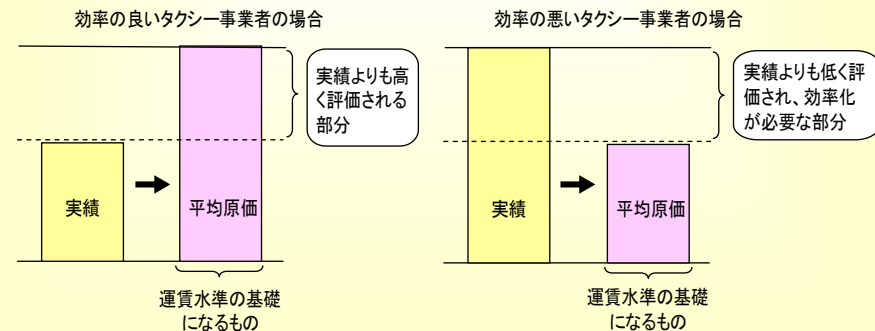 効率の良いタクシー事業者の場合
実績よりも高
く評価される
部分
実績
平均原価
運賃水準の基礎
になるもの
効率の悪いタクシー事業者の場合
実績よりも低く評
価され、効率化
が必要な部分
実績
平均原価
運賃水準の基礎
になるもの